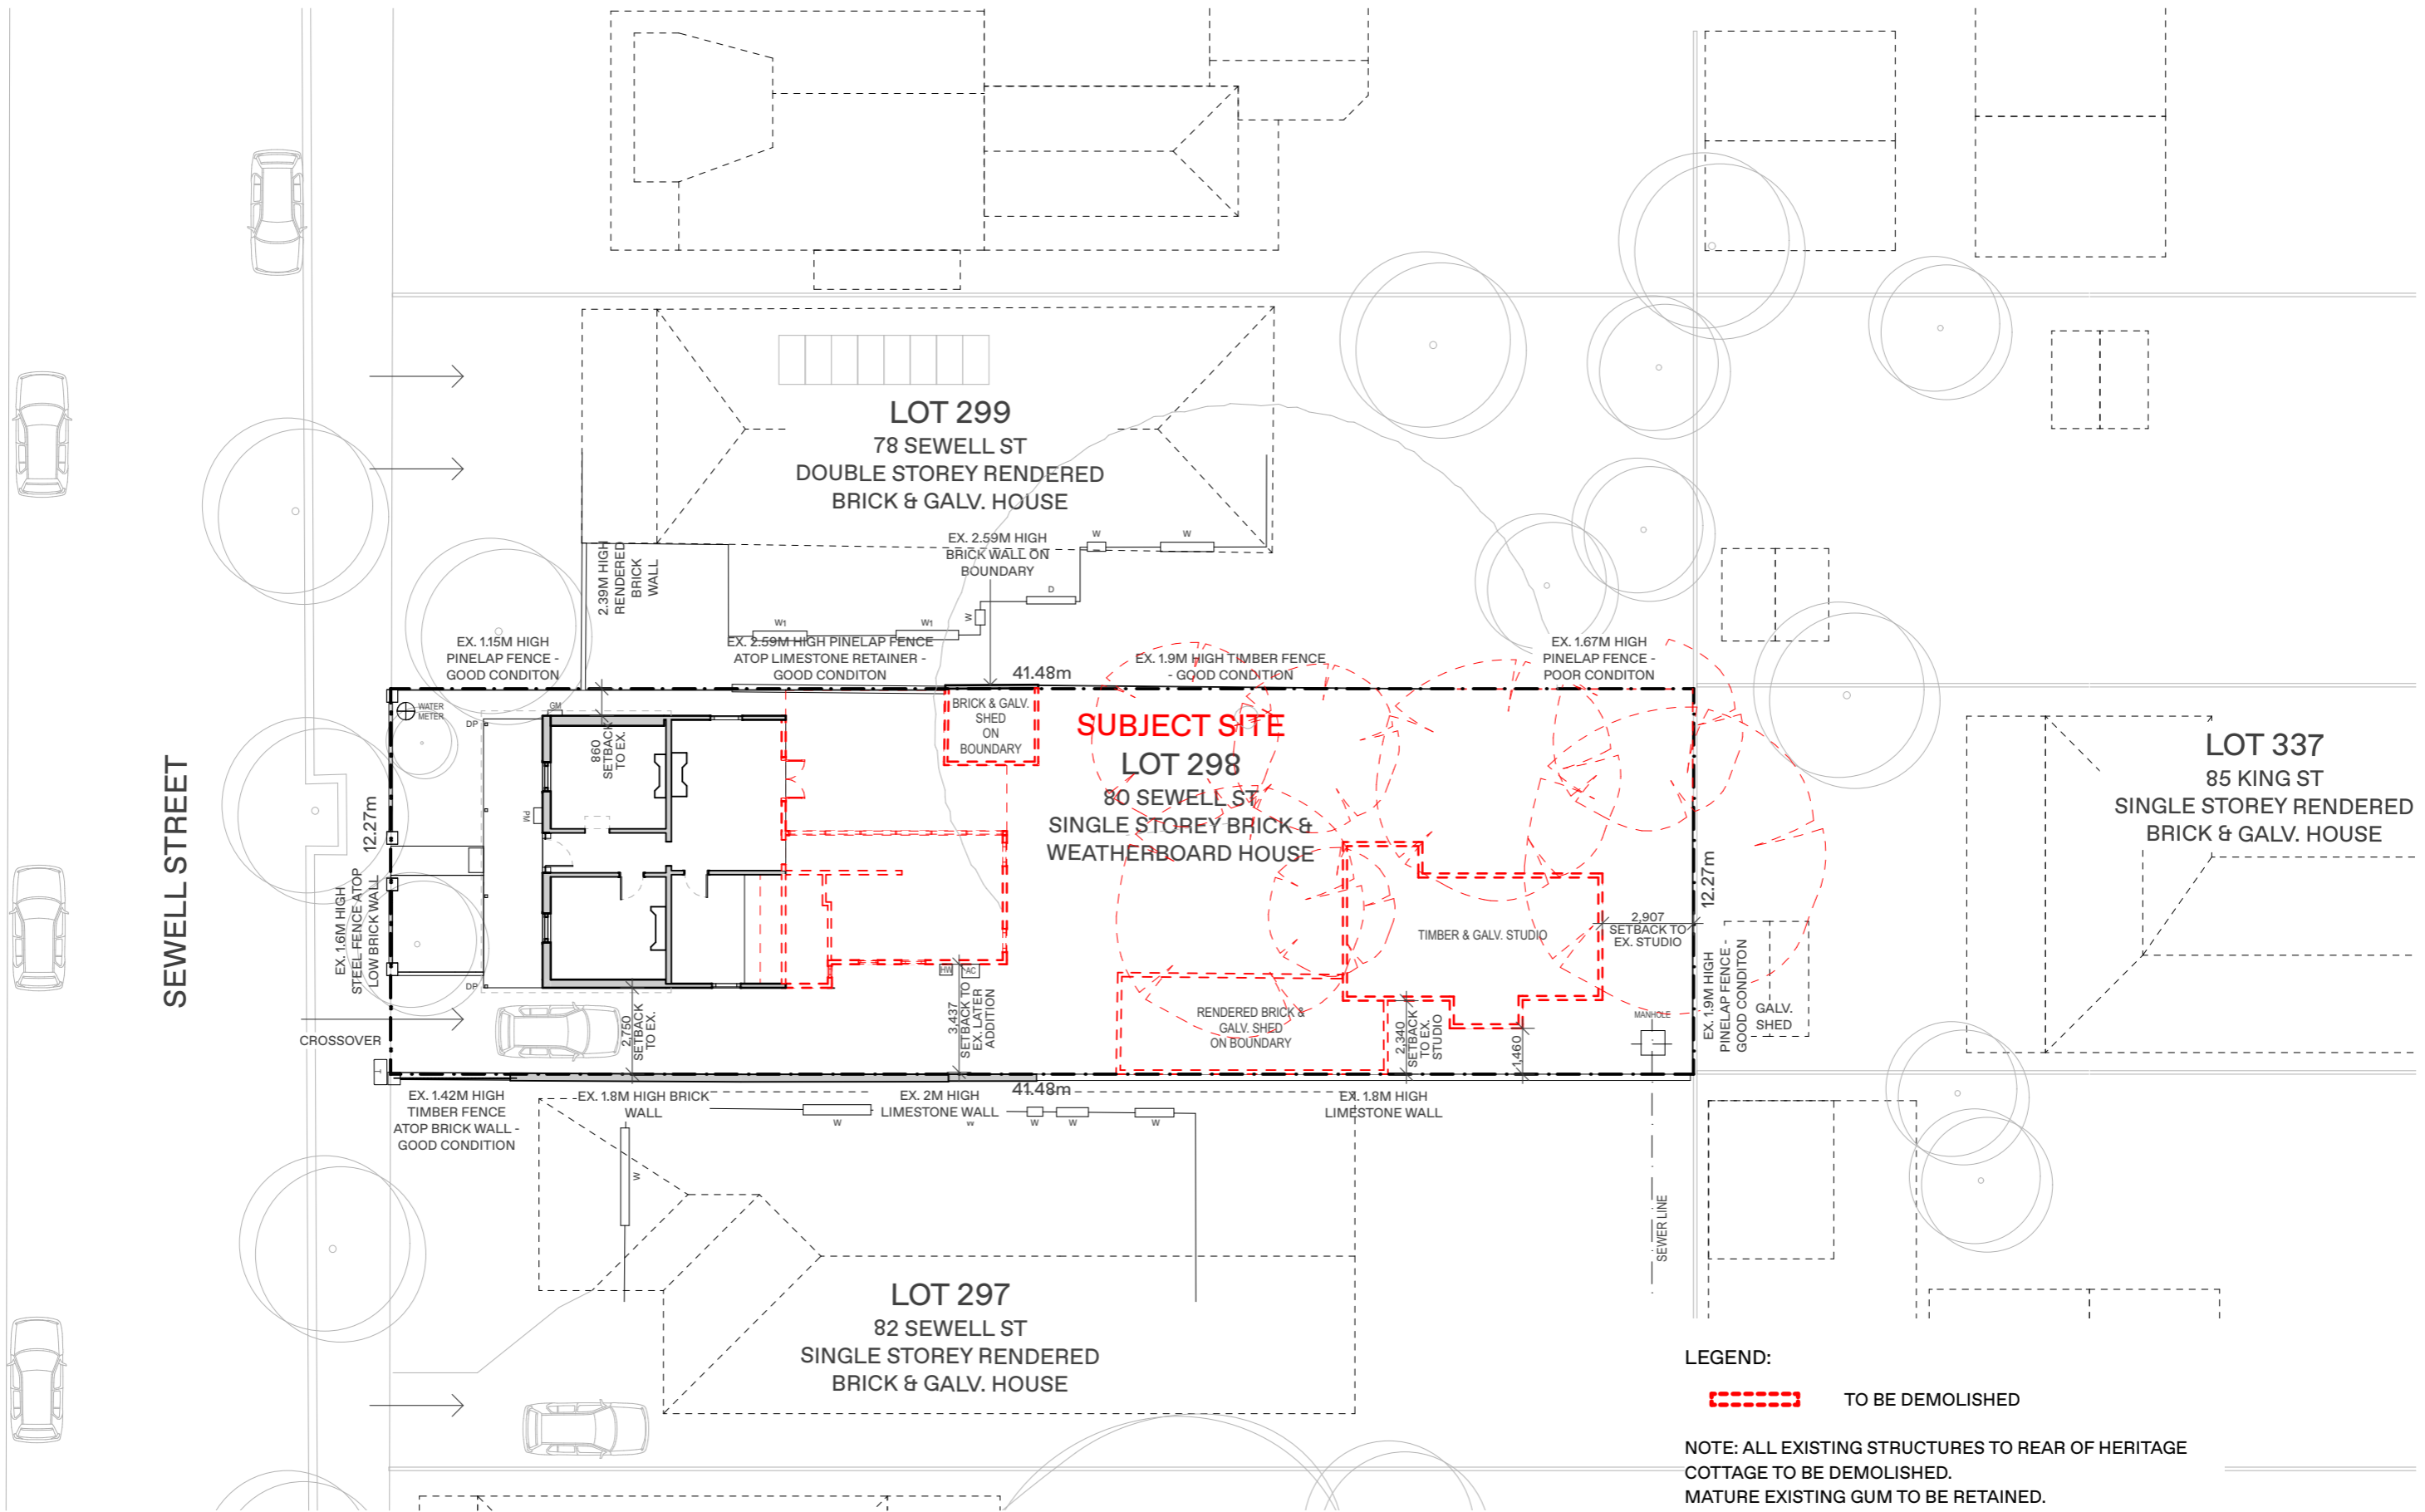 LOT 299
78 SEWELL ST
DOUBLE STOREY RENDERED
BRICK & GALV. HOUSE
EX. 2.59M HIGH
BRICK WALL ON
BOUNDARY
W
W
D
W
W1
W1
2.39M HIGH
RENDERED
BRICK
WALL
EX. 1.15M HIGH
PINELAP FENCE -
GOOD CONDITON
EX. 2.59M HIGH PINELAP FENCE
ATOP LIMESTONE RETAINER -
GOOD CONDITON
41.48m
EX. 1.9M HIGH TIMBER FENCE
- GOOD CONDITION
EX. 1.67M HIGH
PINELAP FENCE -
POOR CONDITON
WATER
METER
DP
GM
860
SETBACK
TO EX.
PM
BRICK & GALV.
SHED
ON
BOUNDARY
SUBJECT SITE
LOT 298
80 SEWELL ST
SINGLE STOREY BRICK &
WEATHERBOARD HOUSE
LOT 337
85 KING ST
SINGLE STOREY RENDERED
BRICK & GALV. HOUSE
SEWELL STREET
12.27m
EX. 1.6M HIGH
STEEL FENCE ATOP
LOW BRICK WALL
12.27m
TIMBER & GALV. STUDIO
2,907
SETBACK TO
EX. STUDIO
EX. 1.9M HIGH
PINELAP FENCE -
GOOD CONDITON
GALV.
SHED
DP
HW
AC
2,750
SETBACK
TO EX.
3,437
SETBACK TO
EX. LATER
ADDITION
RENDERED BRICK &
GALV. SHED
ON BOUNDARY
2,340
SETBACK
TO EX.
STUDIO
1,460
MANHOLE
CROSSOVER
EX. 1.42M HIGH
TIMBER FENCE
ATOP BRICK WALL -
GOOD CONDITION
EX. 1.8M HIGH BRICK
WALL
EX. 2M HIGH
LIMESTONE WALL
41.48m
EX. 1.8M HIGH
LIMESTONE WALL
W
W
W
W
W
W
SEWER LINE
LOT 297
82 SEWELL ST
SINGLE STOREY RENDERED
BRICK & GALV. HOUSE
LEGEND:
TO BE DEMOLISHED
NOTE: ALL EXISTING STRUCTURES TO REAR OF HERITAGE
COTTAGE TO BE DEMOLISHED.
MATURE EXISTING GUM TO BE RETAINED.